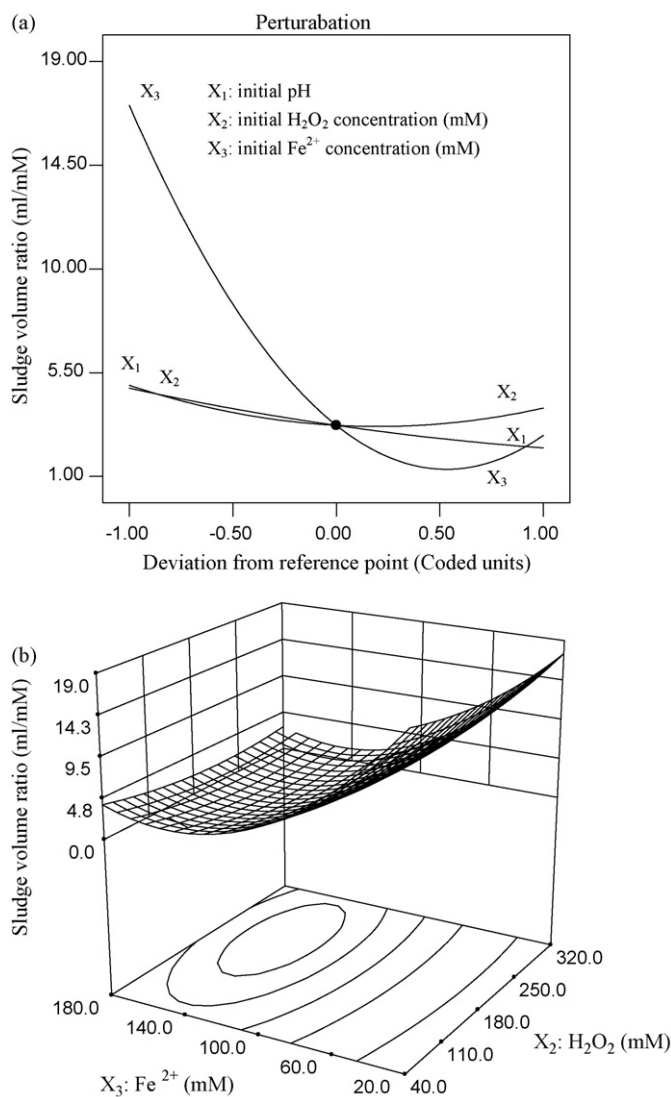 (a)
Perturabation
19.00
14.50
10.00
5.50
1.00
Sludge volume ratio (ml/mM)
X₃
X₁: initial pH
X₂: initial H₂O₂ concentration (mM)
X₃: initial Fe²⁺ concentration (mM)
X₁
X₂
X₂
X₁
X₃
-1.00
-0.50
0.00
0.50
1.00
Deviation from reference point (Coded units)
(b)
19.0
14.3
9.5
4.8
0.0
Sludge volume ratio (ml/mM)
180.0
140.0
100.0
60.0
20.0
X₃: Fe ²⁺ (mM)
40.0
110.0
180.0
250.0
320.0
X₂: H₂O₂ (mM)